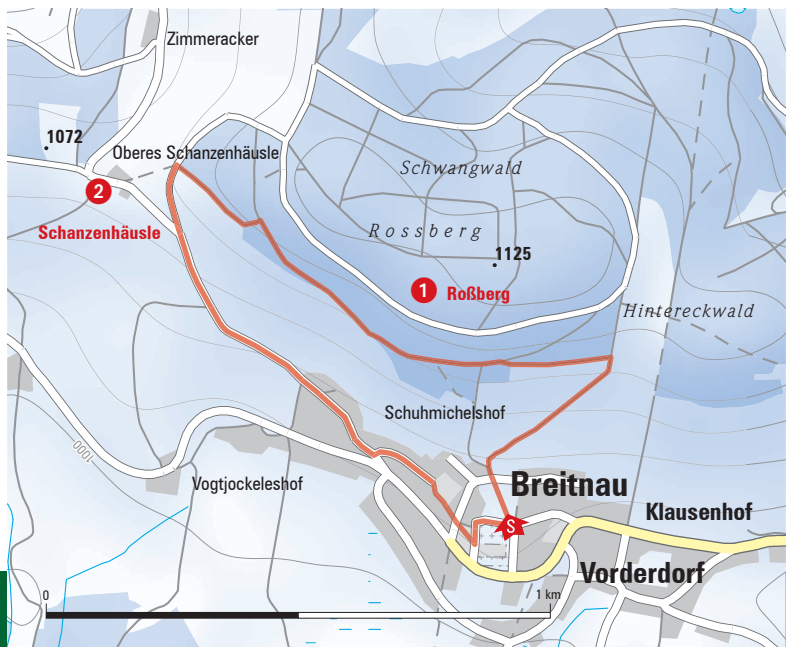 Zimmeracker
1072
Oberes Schanzenhäusle
Schwangwald
2
Schanzenhäusle
Rossberg
1125
1 Roßberg
Hintereckwald
Schuhmichelshof
1000
Vogtjockeleshof
Breitnau
S
Klausenhof
Vorderdorf
0 1 km